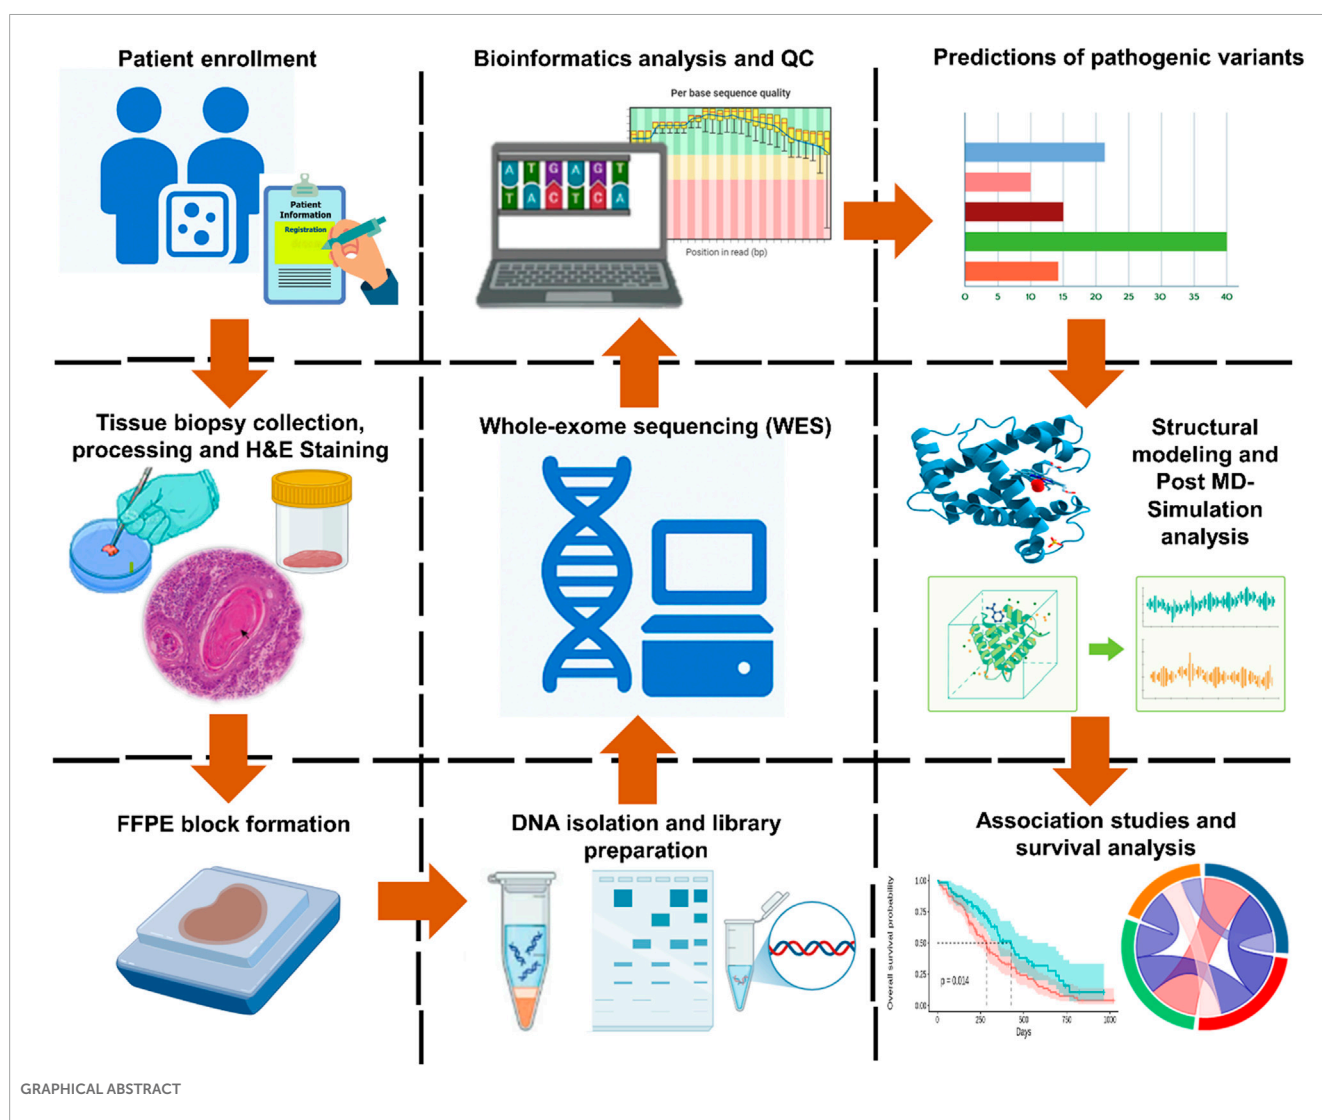 Patient enrollment
Patient
Information
Registration
Tissue biopsy collection,
processing and H&E Staining
FFPE block formation
DNA isolation and library
preparation
Whole-exome sequencing (WES)
Bioinformatics analysis and QC
Per base sequence quality
A T G A G T
T A C T C A
Position in read (bp)
Predictions of pathogenic variants
0 5 10 15 20 25 30 35 40
Structural
modeling and
Post MD-
Simulation
analysis
Association studies and
survival analysis
Overall survival probability
1.00
0.75
0.50
0.25
0.00
p = 0.014
0 250 500 750 1000
Days
GRAPHICAL ABSTRACT